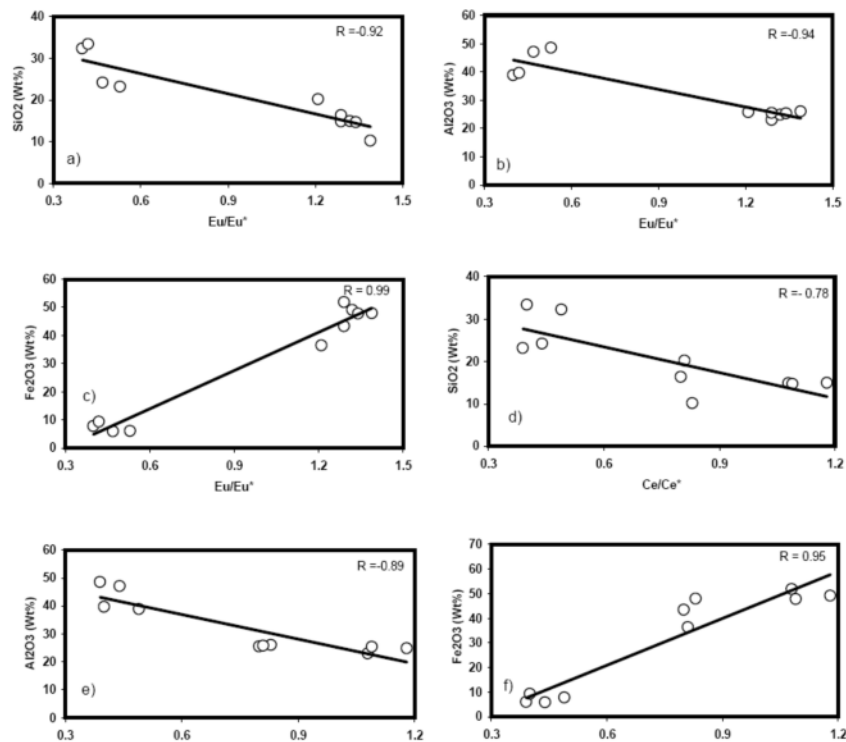 40
30
20
10
0
SiO2 (Wt%)
R =-0.92
a)
0.3 0.6 0.9 1.2 1.5
Eu/Eu*
60
50
40
30
20
10
0
Al2O3 (Wt%)
R =-0.94
b)
0.3 0.6 0.9 1.2 1.5
Eu/Eu*
60
50
40
30
20
10
0
Fe2O3 (Wt%)
R = 0.99
c)
0.3 0.6 0.9 1.2 1.5
Eu/Eu*
40
30
20
10
0
SiO2 (Wt%)
R =- 0.78
d)
0.3 0.6 0.9 1.2
Ce/Ce*
60
50
40
30
20
10
0
Al2O3 (Wt%)
R =-0.89
e)
0.3 0.6 0.9 1.2
70
60
50
40
30
20
10
0
Fe2O3 (Wt%)
R = 0.95
f)
0.3 0.6 0.9 1.2